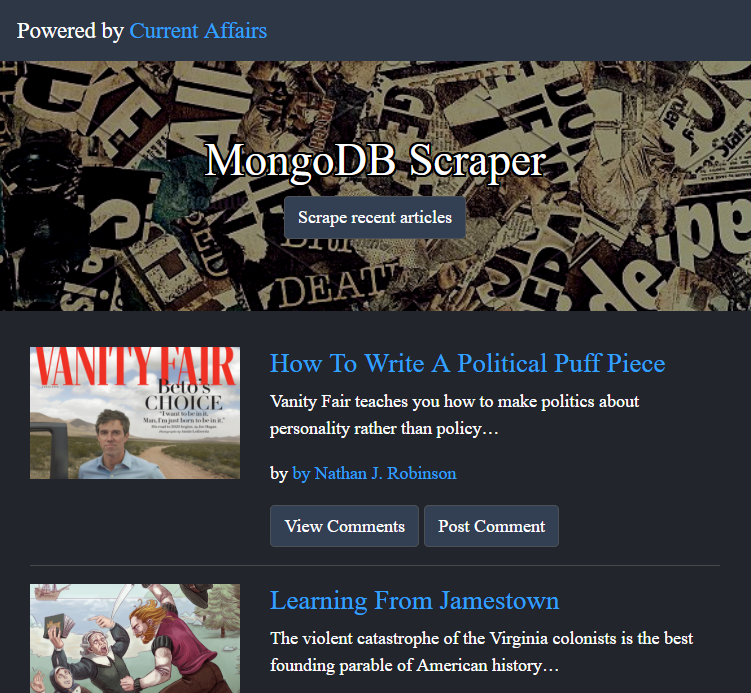 Powered by Current Affairs
MongoDB Scraper
Scrape recent articles
DEATH
VANITY FAIR
Beto's
CHOICE
"I want to be in it.
Man, I'm just born to be in it."
How To Write A Political Puff Piece
Vanity Fair teaches you how to make politics about
personality rather than policy…
by by Nathan J. Robinson
View Comments Post Comment
Learning From Jamestown
The violent catastrophe of the Virginia colonists is the best
founding parable of American history…